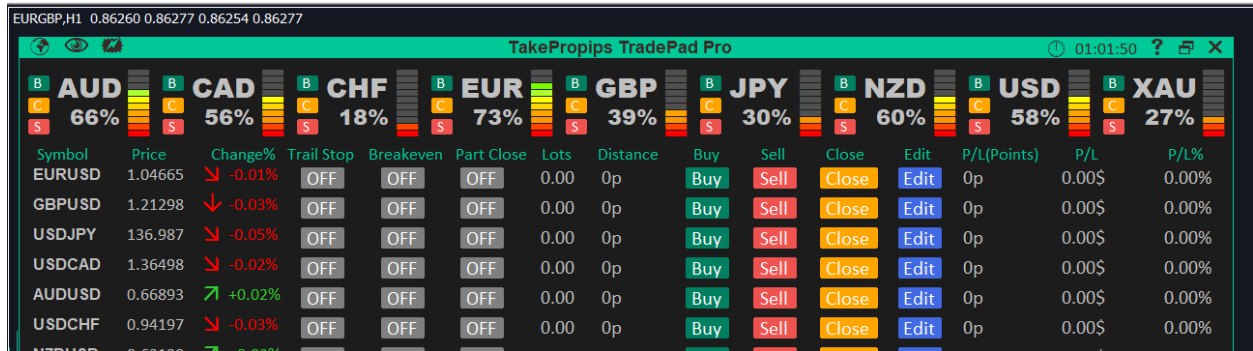 EURGBP,H1 0.86260 0.86277 0.86254 0.86277
TakePropips TradePad Pro 01:01:50 ?
B AUD B CAD B CHF B EUR B GBP B JPY B NZD B USD B XAU
C C C C C C C C C
S 66% S 56% S 18% S 73% S 39% S 30% S 60% S 58% S 27%
Symbol Price Change% Trail Stop Breakeven Part Close Lots Distance Buy Sell Close Edit P/L(Points) P/L P/L%
EURUSD 1.04665 -0.01% OFF OFF OFF 0.00 0p Buy Sell Close Edit 0p 0.00$ 0.00%
GBPUSD 1.21298 -0.03% OFF OFF OFF 0.00 0p Buy Sell Close Edit 0p 0.00$ 0.00%
USDJPY 136.987 -0.05% OFF OFF OFF 0.00 0p Buy Sell Close Edit 0p 0.00$ 0.00%
USDCAD 1.36498 -0.02% OFF OFF OFF 0.00 0p Buy Sell Close Edit 0p 0.00$ 0.00%
AUDUSD 0.66893 +0.02% OFF OFF OFF 0.00 0p Buy Sell Close Edit 0p 0.00$ 0.00%
USDCHF 0.94197 -0.03% OFF OFF OFF 0.00 0p Buy Sell Close Edit 0p 0.00$ 0.00%